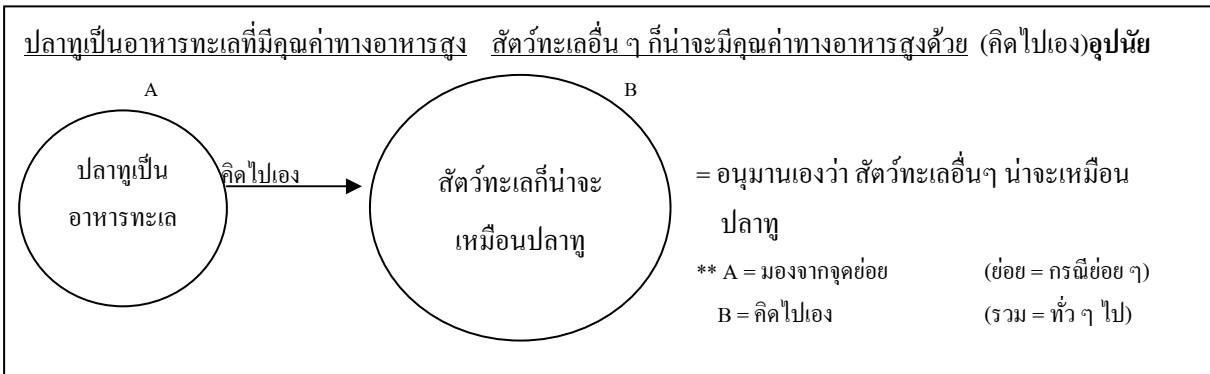 ปลาทูเป็นอาหารทะเลที่มีคุณค่าทางอาหารสูง สัตว์ทะเลอื่น ๆ ก็น่าจะมีคุณค่าทางอาหารสูงด้วย (คิดไปเอง)อุปนัย
A
B
ปลาทูเป็น
อาหารทะเล
คิดไปเอง
สัตว์ทะเลก็น่าจะ
เหมือนปลาทู
= อนุมานเองว่า สัตว์ทะเลอื่นๆ น่าจะเหมือน
ปลาทู
** A = มองจากจุดย่อย (ย่อย = กรณีย่อย ๆ)
B = คิดไปเอง (รวม = ทั่ว ๆ ไป)